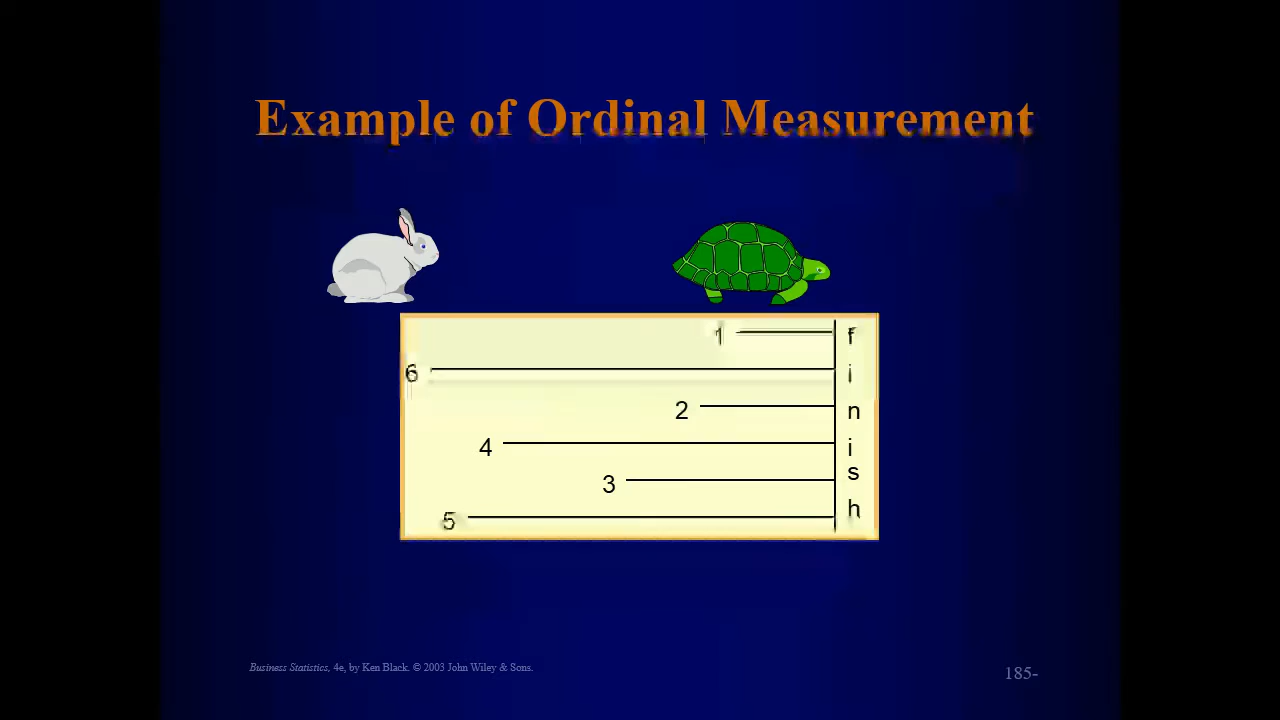 Example of Ordinal Measurement
1 f
6 i
2 n
4 i
s
3
5 h
Business Statistics, 4e, by Ken Black. © 2003 John Wiley & Sons.
185-